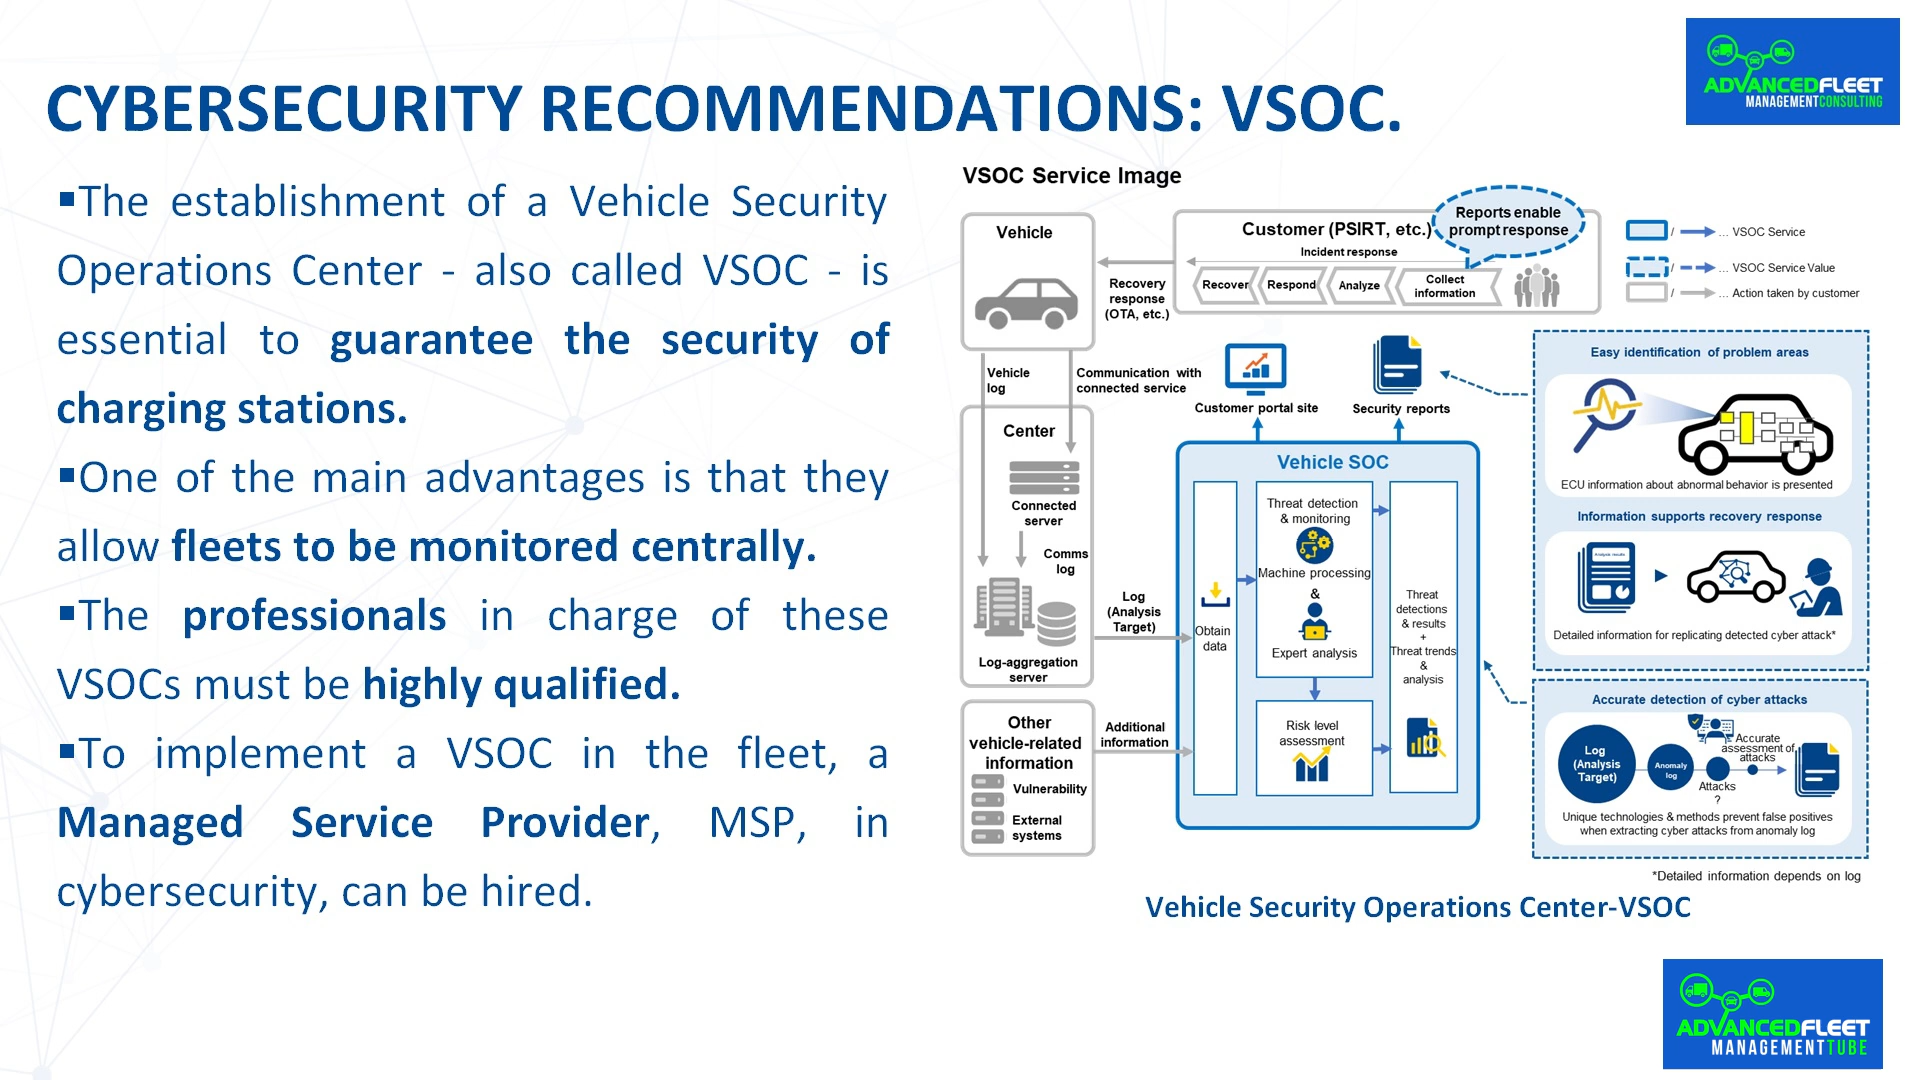 CYBERSECURITY RECOMMENDATIONS: VSOC.
ADVANCEDFLEET
MANAGEMENTCONSULTING
▪The establishment of a Vehicle Security
Operations Center - also called VSOC - is
essential to guarantee the security of
charging stations.
▪One of the main advantages is that they
allow fleets to be monitored centrally.
▪The professionals in charge of these
VSOCs must be highly qualified.
▪To implement a VSOC in the fleet, a
Managed Service Provider, MSP, in
cybersecurity, can be hired.
VSOC Service Image
Vehicle
Customer (PSIRT, etc.)
Reports enable
prompt response
Incident response
Recover
Respond
Analyze
Collect
information
Recovery
response
(OTA, etc.)
/ ... VSOC Service
/ ... VSOC Service Value
/ ... Action taken by customer
Vehicle
log
Communication with
connected service
Customer portal site
Security reports
Center
Connected
server
Comms
log
Log-aggregation
server
Log
(Analysis
Target)
Other
vehicle-related
information
Vulnerability
External
systems
Additional
information
Vehicle SOC
Obtain
data
Threat detection
& monitoring
Machine processing
&
Expert analysis
Risk level
assessment
Threat
detections
& results
+
Threat trends
&
analysis
Easy identification of problem areas
ECU information about abnormal behavior is presented
Information supports recovery response
Analysis results
Detailed information for replicating detected cyber attack*
Accurate detection of cyber attacks
Log
(Analysis
Target)
Anomaly
log
Attacks
?
Accurate
assessment of
attacks
Unique technologies & methods prevent false positives
when extracting cyber attacks from anomaly log
*Detailed information depends on log
Vehicle Security Operations Center-VSOC
ADVANCEDFLEET
MANAGEMENTTUBE